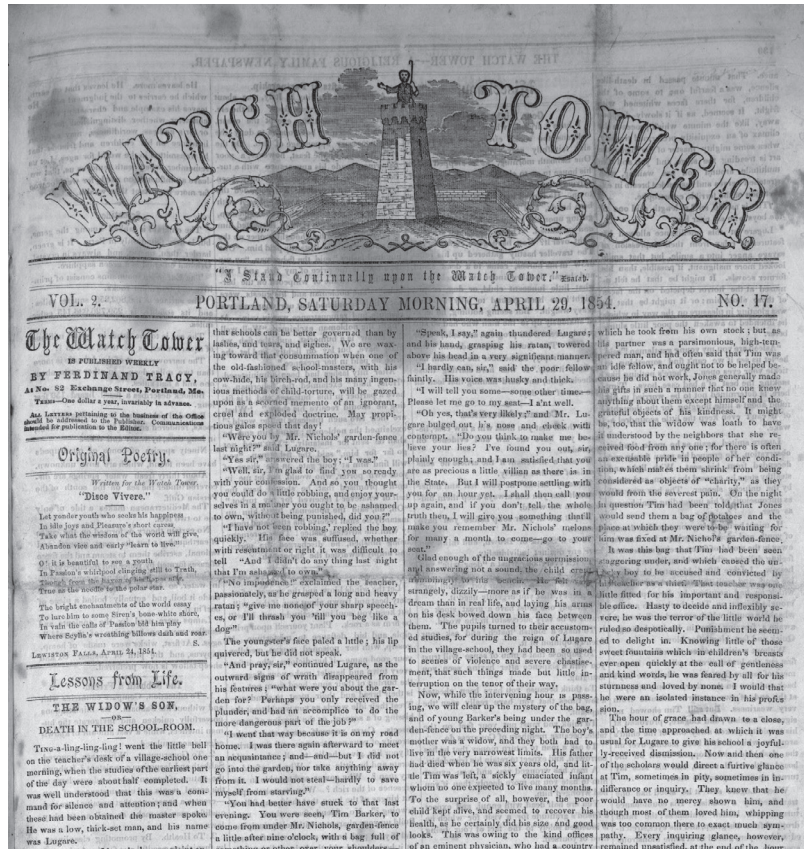 WATCH TOWER.
"I Stand Continually upon the Watch Tower." Isaiah.
VOL. 2. PORTLAND, SATURDAY MORNING, APRIL 29, 1854. NO. 17.
The Watch Tower
IS PUBLISHED WEEKLY
BY FERDINAND TRACY,
At No. 82 Exchange Street, Portland, Me.
TERMS—One dollar a year, invariably in advance.
ALL LETTERS pertaining to the business of the Office
should be addressed to the Publisher. Communications
intended for publication to the Editor.
Original Poetry.
Written for the Watch Tower.
"Disce Vivere."
Let yonder youth who seeks his happiness
In idle joys and Pleasure's short caress,
Take what the wisdom of the world will give,
Abandon vice and early "learn to live."
O! it is beautiful to see a youth
In Passion's whirlpool clinging still to Truth,
True as the needle to the polar star.
The bright enchantments of the world essay
To lure him to some Siren's bone-white shore,
In vain the calls of Passion bid him play
Where Scylla's wreathing billows dash and roar.
S.
LEWISTON FALLS, APRIL 24, 1854.
Lessons from Life.
THE WIDOW'S SON,
—OR—
DEATH IN THE SCHOOL-ROOM.
TING-a-ling-ling-ling! went the little bell
on the teacher's desk of a village-school one
morning, when the studies of the earliest part
of the day were about half completed. It
was well understood that this was a com-
mand for silence and attention; and when
these had been obtained the master spoke.
He was a low, thick-set man, and his name
was Lugare.
that schools can be better governed than by
lashes, and tears, and sighes. We are wax-
ing toward that consummation when one of
the old-fashioned school-masters, with his
cow-hide, his birch-rod, and his many ingen-
ious methods of child-torture, will be gazed
upon as a scorned memento of an ignorant,
cruel and exploded doctrine. May propi-
tious gales speed that day!
"Were you by Mr. Nichols' garden-fence
last night?" said Lugare.
"Yes sir," answered the boy; "I was."
"Well, sir, I'm glad to find you so ready
with your confession. And so you thought
you could do a little robbing, and enjoy your-
selves in a manner you ought to be ashamed
to own, without being punished, did you?"
"I have not been robbing,' replied the boy
quickly. His face was suffused, whether
with resentment or fright it was difficult to
tell "And I didn't do any thing last night
that I'm ashamed to own."
"No impudence!" exclaimed the teacher,
passionately, as he grasped a long and heavy
ratan; "give me none of your sharp speech-
es, or I'll thrash you 'till you beg like a
dog"
The youngster's face paled a little; his lip
quivered, but he did not speak.
"And pray, sir," continued Lugare, as the
outward signs of wrath disappeared from
his features; "what were you about the gar-
den for? Perhaps you only received the
plunder, and had an accomplice to do the
more dangerous part of the job?"
"I went that way because it is on my road
home. I was there again afterward to meet
an acquaintance; and—and—but I did not
go into the garden, nor take anything away
from it. I would not steal—hardly to save
myself from starving."
"You had better have stuck to that last
evening. You were seen, Tim Barker, to
come from under Mr. Nichols, garden-fence
a little after nine o'clock, with a bag full of
something or other over your shoulders.
"Speak, I say," again thundered Lugare;
and his hand, grasping his ratan, towered
above his head in a very significant manner.
"I hardly can, sir," said the poor fellow
faintly. His voice was husky and thick.
"I will tell you some—some other time.—
Please let me go to my seat—I a'nt well.
"Oh yes, that's very likely;" and Mr. Lu-
gare bulged out his nose and cheek with
contempt. "Do you think to make me be-
lieve your lies? I've found you out, sir,
plainly enough; and I am satisfied that you
are as precious a little villian as there is in
the State. But I will postpone settling with
you for an hour yet. I shall then call you
up again, and if you don't tell the whole
truth then, I will give you something that'll
make you remember Mr. Nichols' melons
for many a month to come—go to your
seat."
Glad enough of the ungracious permission,
and answering not a sound, the child crept
tremblingly to his bench. He felt very
strangely, dizzily—more as if he was in a
dream than in real life, and laying his arms
on his desk bowed down his face between
them. The pupils turned to their accustom-
ed studies, for during the reign of Lugare
in the village-school, they had been so used
to scenes of violence and severe chastise-
ment, that such things made but little in-
terruption on the tenor of their way.
Now, while the intervening hour is pass-
ing, we will clear up the mystery of the bag,
and of young Barker's being under the gar-
den-fence on the preceding night. The boy's
mother was a widow, and they both had to
live in the very narrowest limits. His father
had died when he was six years old, and lit-
tle Tim was left, a sickly emaciated infant
whom no one expected to live many months.
To the surprise of all, however, the poor
child kept alive, and seemed to recover his
health, as he certainly did his size and good
looks. This was owing to the kind offices
of an eminent physician, who had a country
which he took from his own stock; but as
his partner was a parsimonious, high-tem-
pered man, and had often said that Tim was
an idle fellow, and ought not to be helped be-
cause he did not work, Jones generally made
his gifts in such a manner that no one knew
anything about them except himself and the
grateful objects of his kindness. It might
be, too, that the widow was loath to have
it understood by the neighbors that she re-
ceived food from any one; for there is often
an excusable pride in people of her condi-
tion, which makes them shrink from being
considered as objects of "charity," as they
would from the severest pain. On the night
in question Tim had been told that Jones
would send them a bag of potatoes and the
place at which they were to be waiting for
him was fixed at Mr. Nichol's garden-fence.
It was this bag that Tim had been seen
staggering under, and which caused the un-
lucky boy to be accused and convicted by
his teacher as a thief. That teacher was one
little fitted for his important and responsi-
ble office. Hasty to decide and inflexibly se-
vere, he was the terror of the little world he
ruled so despotically. Punishment he seem-
ed to delight in. Knowing little of those
sweet fountains which in children's breasts
ever open quickly at the call of gentleness
and kind words, he was feared by all for his
sturnness and loved by none. I would that
he were an isolated instance in his profes-
sion.
The hour of grace had drawn to a close,
and the time approached at which it was
usual for Lugare to give his school a joyful-
ly-received dismission. Now and then one
of the scholars would direct a furtive glance
at Tim, sometimes in pity, sometimes in in-
differance or inquiry. They knew that he
would have no mercy shown him, and
though most of them loved him, whipping
was too common there to exact much sym-
pathy. Every inquiring glance, however,
remained unsatisfied, at the end of the hour